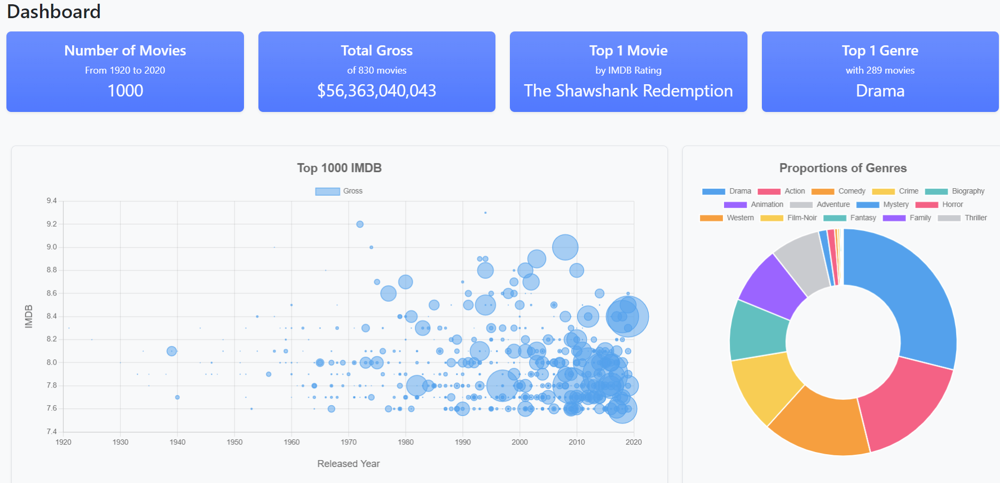 Dashboard
Number of Movies
From 1920 to 2020
1000
Total Gross
of 830 movies
$56,363,040,043
Top 1 Movie
by IMDB Rating
The Shawshank Redemption
Top 1 Genre
with 289 movies
Drama
Top 1000 IMDB
Gross
9.4
9.2
9.0
8.8
8.6
8.4
8.2
8.0
7.8
7.6
7.4
IMDB
1920 1930 1940 1950 1960 1970 1980 1990 2000 2010 2020
Released Year
Proportions of Genres
Drama Action Comedy Crime Biography
Animation Adventure Mystery Horror
Western Film-Noir Fantasy Family Thriller